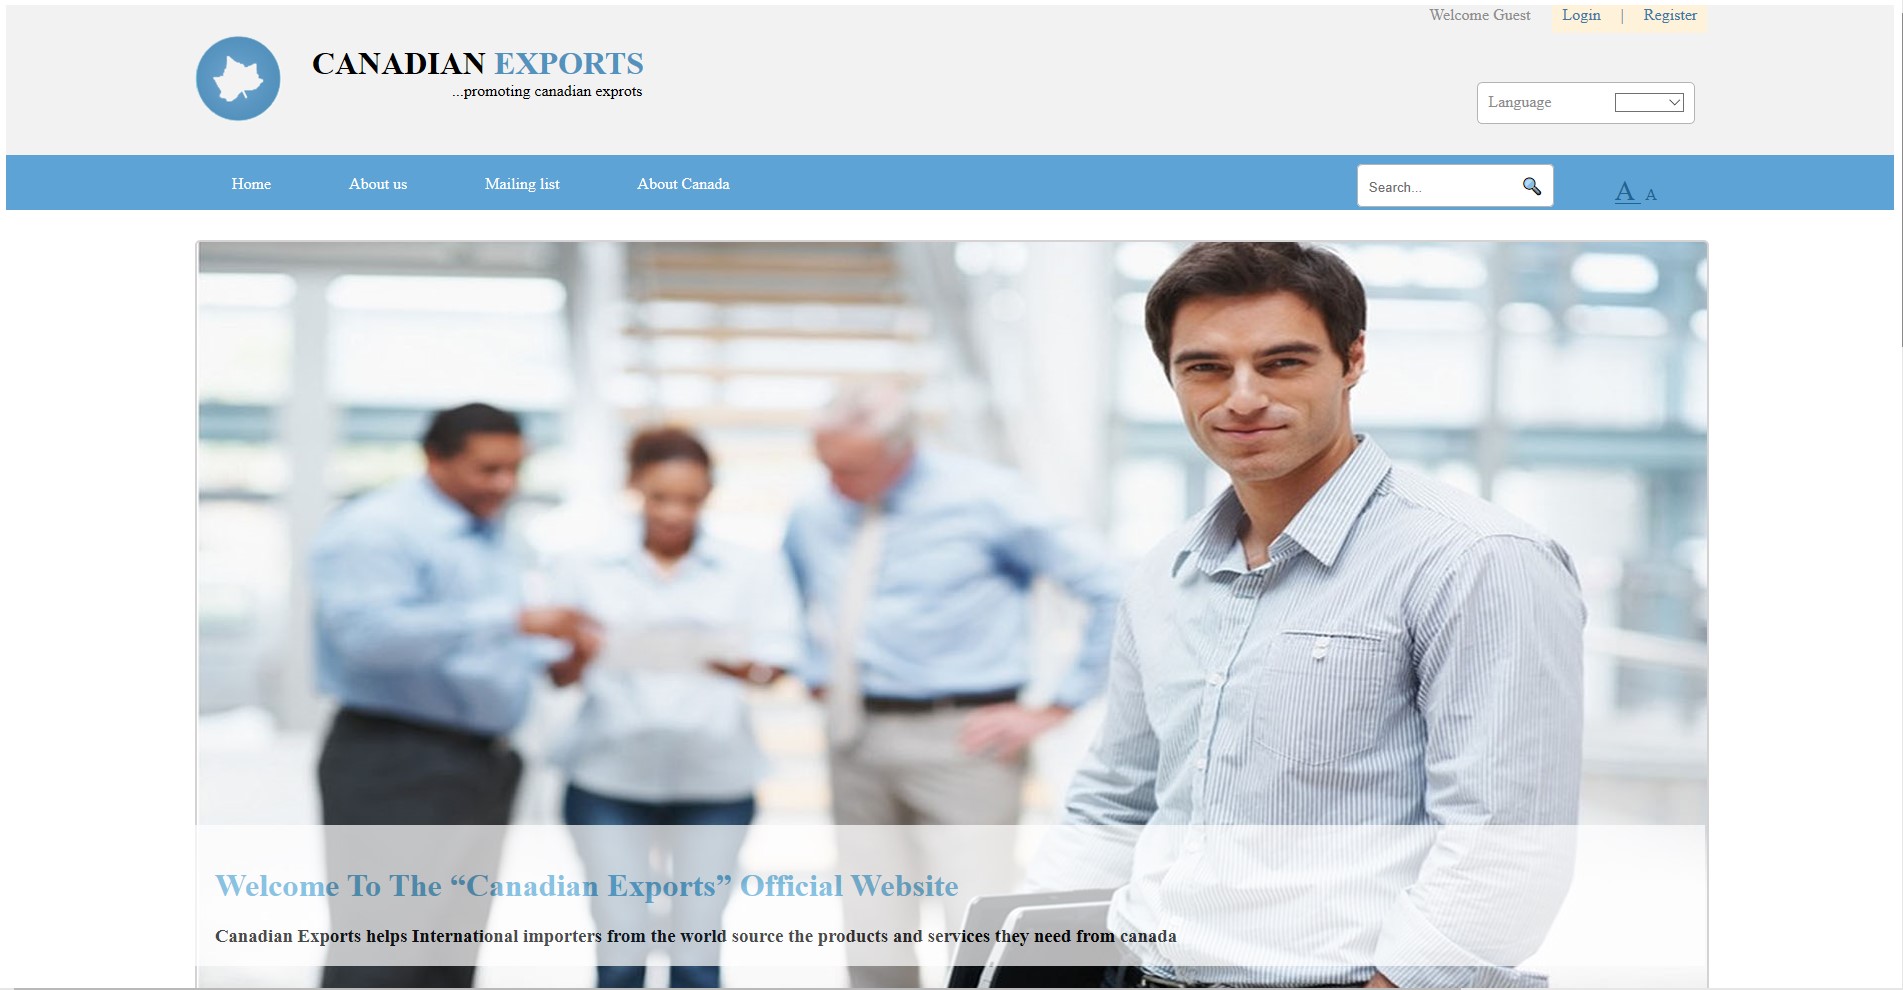 Welcome Guest Login | Register
CANADIAN EXPORTS
...promoting canadian exprots
Language
Home About us Mailing list About Canada Search... A A
Welcome To The “Canadian Exports” Official Website
Canadian Exports helps International importers from the world source the products and services they need from canada